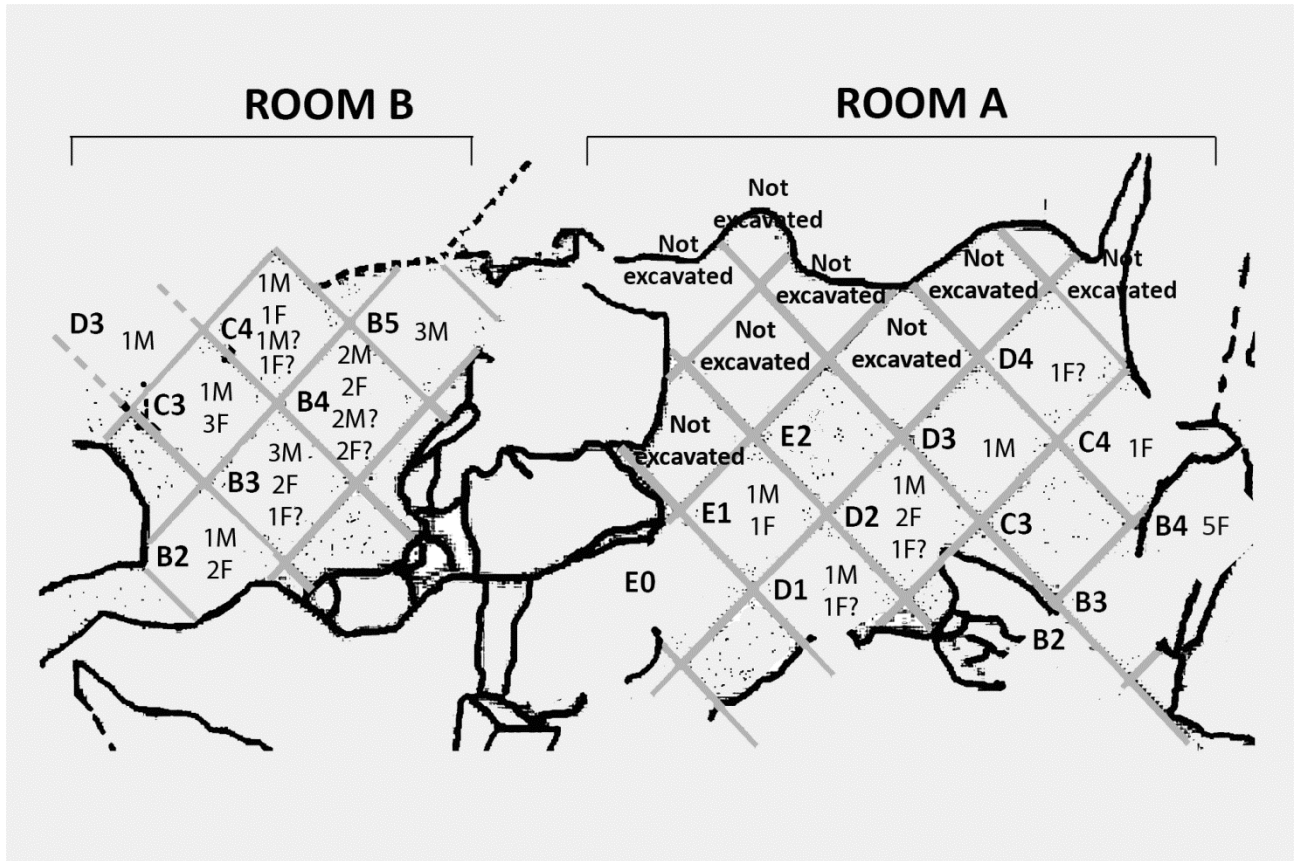 ROOM B
ROOM A
D3
1M
C4
1M
1F
1M?
1F?
B5
3M
C3
1M
3F
B4
2M
2F
2M?
2F?
B3
3M
2F
1F?
B2
1M
2F
Not
excavated
Not
excavated
Not
excavated
Not
excavated
Not
excavated
Not
excavated
Not
excavated
Not
excavated
D4
1F?
E2
D3
1M
C4
1F
E1
1M
1F
D2
1M
2F
1F?
C3
B4
5F
E0
D1
1M
1F?
B3
B2